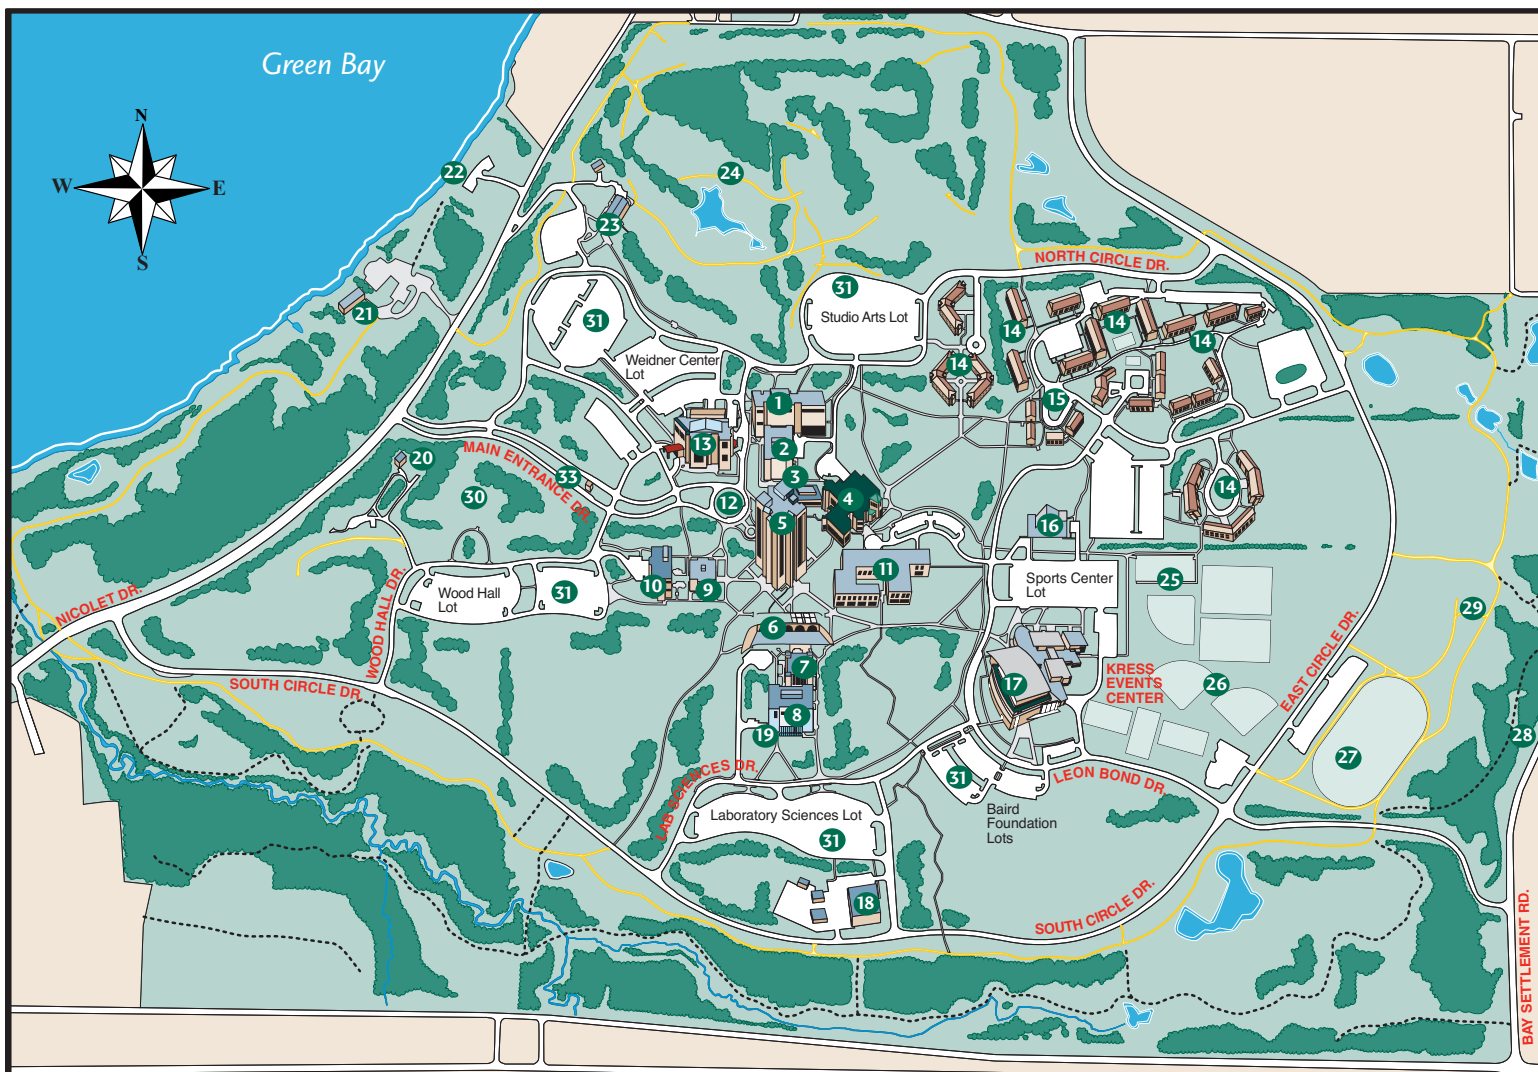 Green Bay
N
W
E
S
22
24
23
NORTH CIRCLE DR.
21
31
31
Studio Arts Lot
14
14
14
14
Weidner Center
Lot
15
1
13
2
20
MAIN ENTRANCE DR.
33
3
30
12
4
14
5
16
11
25
NICOLET DR.
WOOD HALL DR.
Wood Hall
Lot
31
10
9
Sports Center
Lot
29
6
EAST CIRCLE DR.
7
17
KRESS
EVENTS
CENTER
26
SOUTH CIRCLE DR.
8
19
28
27
LAB SCIENCES DR.
31
LEON BOND DR.
Laboratory Sciences Lot
31
Baird
Foundation
Lots
18
SOUTH CIRCLE DR.
BAY SETTLEMENT RD.